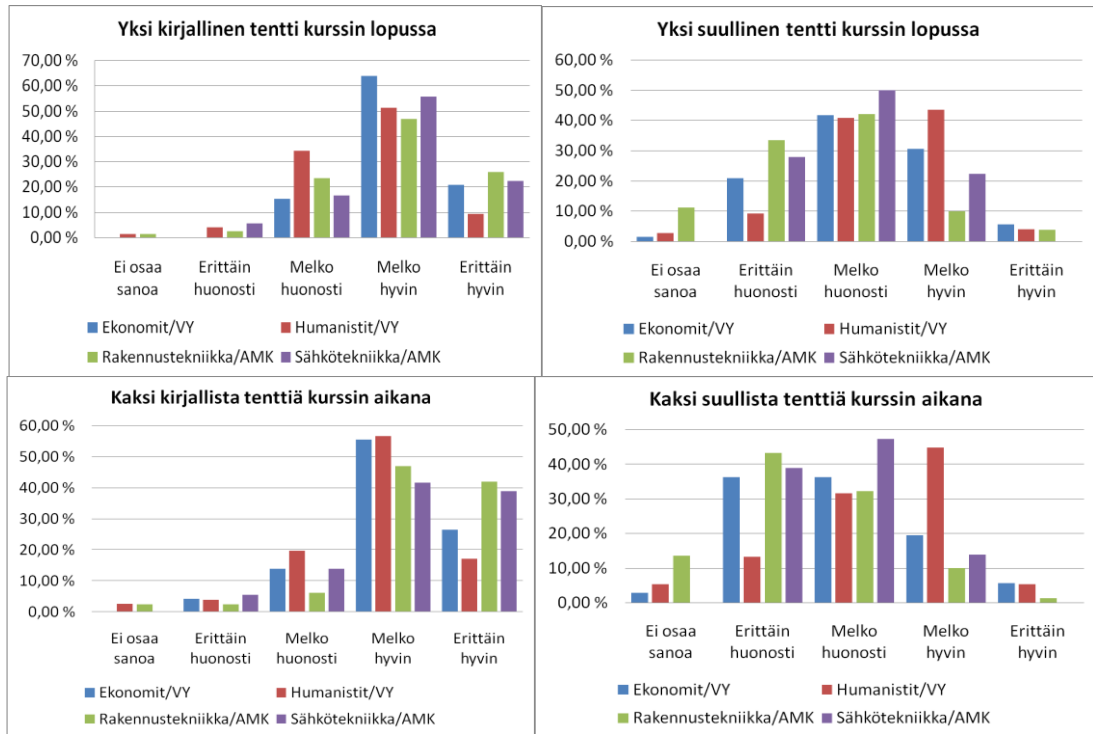 Yksi kirjallinen tentti kurssin lopussa
70,00 %
60,00 %
50,00 %
40,00 %
30,00 %
20,00 %
10,00 %
0,00 %
Ei osaa sanoa
Erittäin huonosti
Melko huonosti
Melko hyvin
Erittäin hyvin
Ekonomit/VY
Humanistit/VY
Rakennustekniikka/AMK
Sähkötekniikka/AMK
Yksi suullinen tentti kurssin lopussa
60,00 %
50,00 %
40,00 %
30,00 %
20,00 %
10,00 %
0,00 %
Ei osaa sanoa
Erittäin huonosti
Melko huonosti
Melko hyvin
Erittäin hyvin
Ekonomit/VY
Humanistit/VY
Rakennustekniikka/AMK
Sähkötekniikka/AMK
Kaksi kirjallista tenttiä kurssin aikana
60,00 %
50,00 %
40,00 %
30,00 %
20,00 %
10,00 %
0,00 %
Ei osaa sanoa
Erittäin huonosti
Melko huonosti
Melko hyvin
Erittäin hyvin
Ekonomit/VY
Humanistit/VY
Rakennustekniikka/AMK
Sähkötekniikka/AMK
Kaksi suullista tenttiä kurssin aikana
50,00 %
40,00 %
30,00 %
20,00 %
10,00 %
0,00 %
Ei osaa sanoa
Erittäin huonosti
Melko huonosti
Melko hyvin
Erittäin hyvin
Ekonomit/VY
Humanistit/VY
Rakennustekniikka/AMK
Sähkötekniikka/AMK